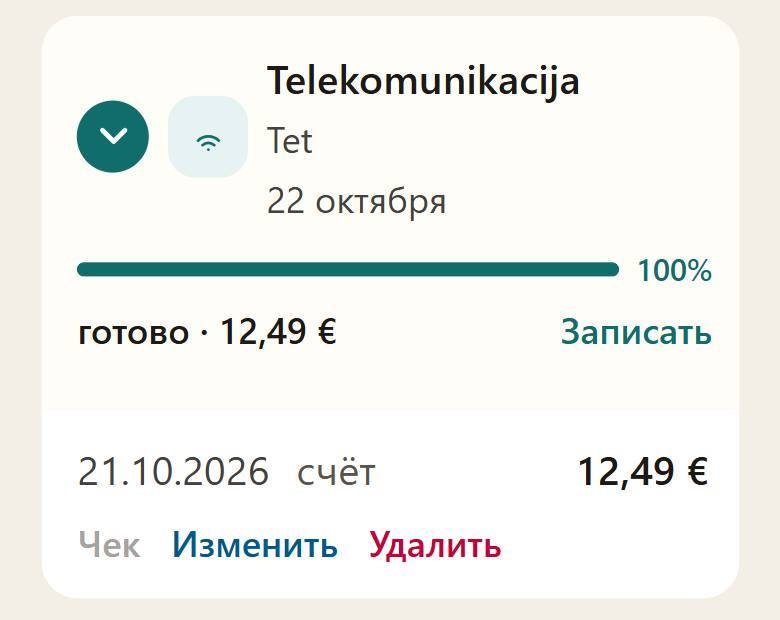 Telekomunikacija
Tet
22 октября
100%
готово · 12,49 € Записать
21.10.2026 счёт 12,49 €
Чек Изменить Удалить